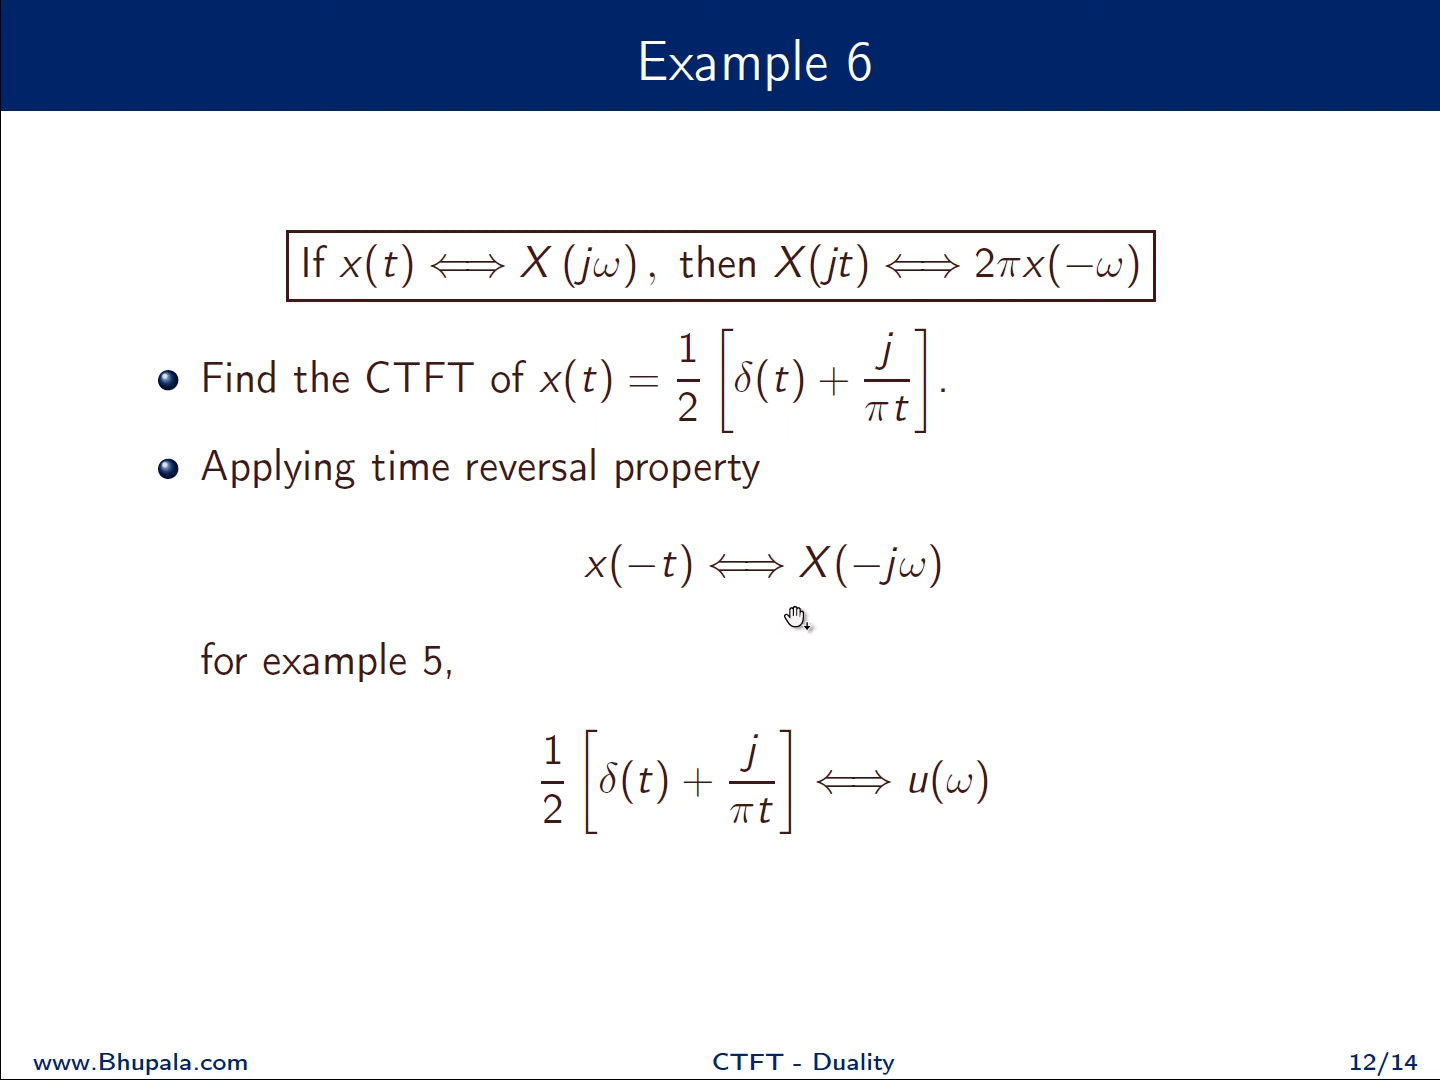 Example 6
If x(t) ⟺ X (jω) , then X(jt) ⟺ 2πx(−ω)
Find the CTFT of x(t) = 1/2 [δ(t) + j/πt].
Applying time reversal property
x(−t) ⟺ X(−jω)
for example 5,
1/2 [δ(t) + j/πt] ⟺ u(ω)
www.Bhupala.com CTFT - Duality 12/14